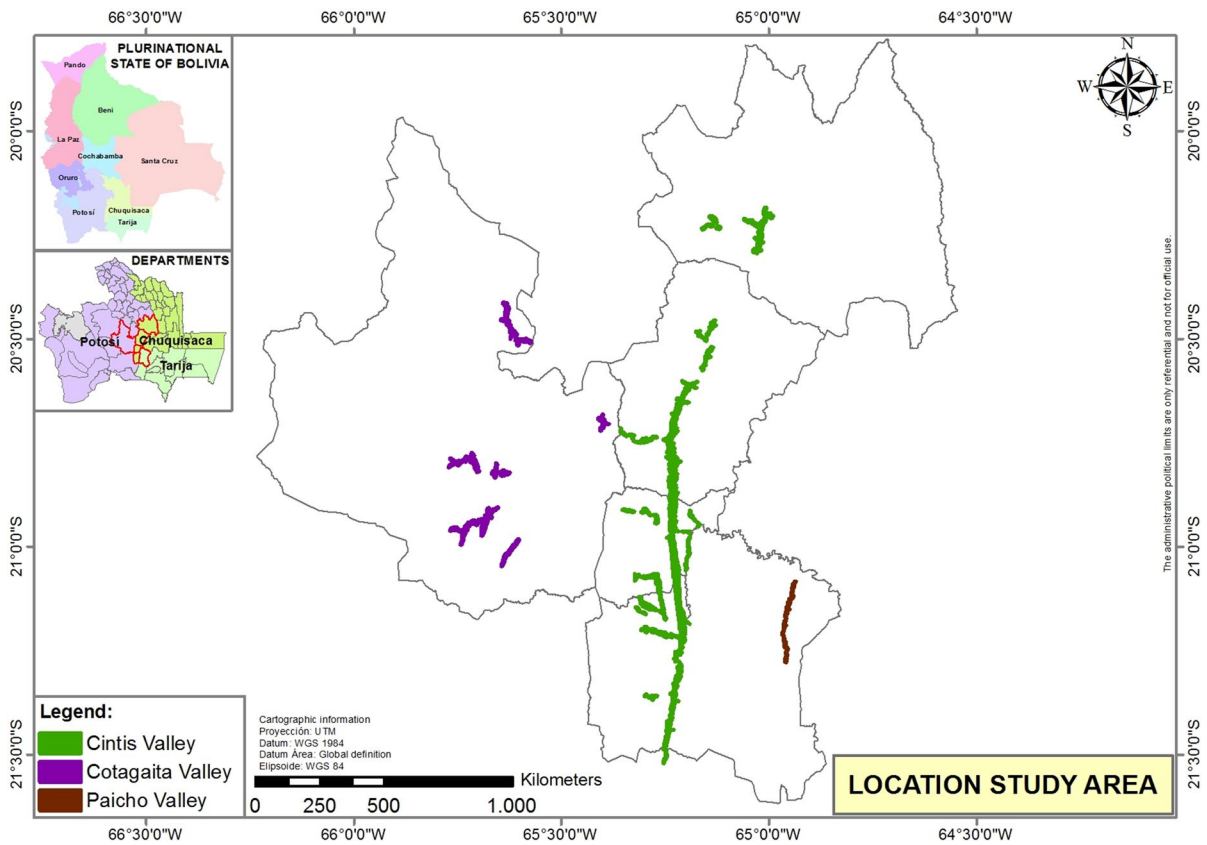 66°30'0"W
66°0'0"W
65°30'0"W
65°0'0"W
64°30'0"W
PLURINATIONAL
STATE OF BOLIVIA
Pando
Beni
La Paz
Cochabamba
Santa Cruz
Oruro
Potosí
Chuquisaca
Tarija
DEPARTMENTS
Potosí
Chuquisaca
Tarija
N
W
E
S
20°0'0"S
20°30'0"S
21°0'0"S
21°30'0"S
20°0'0"S
20°30'0"S
21°0'0"S
21°30'0"S
The administrative political limits are only referential and not for official use.
Legend:
Cintis Valley
Cotagaita Valley
Paicho Valley
Cartographic information
Proyección: UTM
Datum: WGS 1984
Datum Área: Global definition
Elipsoide: WGS 84
Kilometers
0 250 500 1.000
LOCATION STUDY AREA
66°30'0"W
66°0'0"W
65°30'0"W
65°0'0"W
64°30'0"W